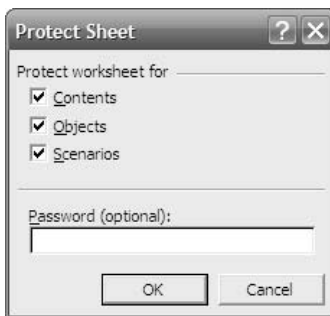 Protect Sheet
Protect worksheet for
Contents
Objects
Scenarios
Password (optional):
OK Cancel